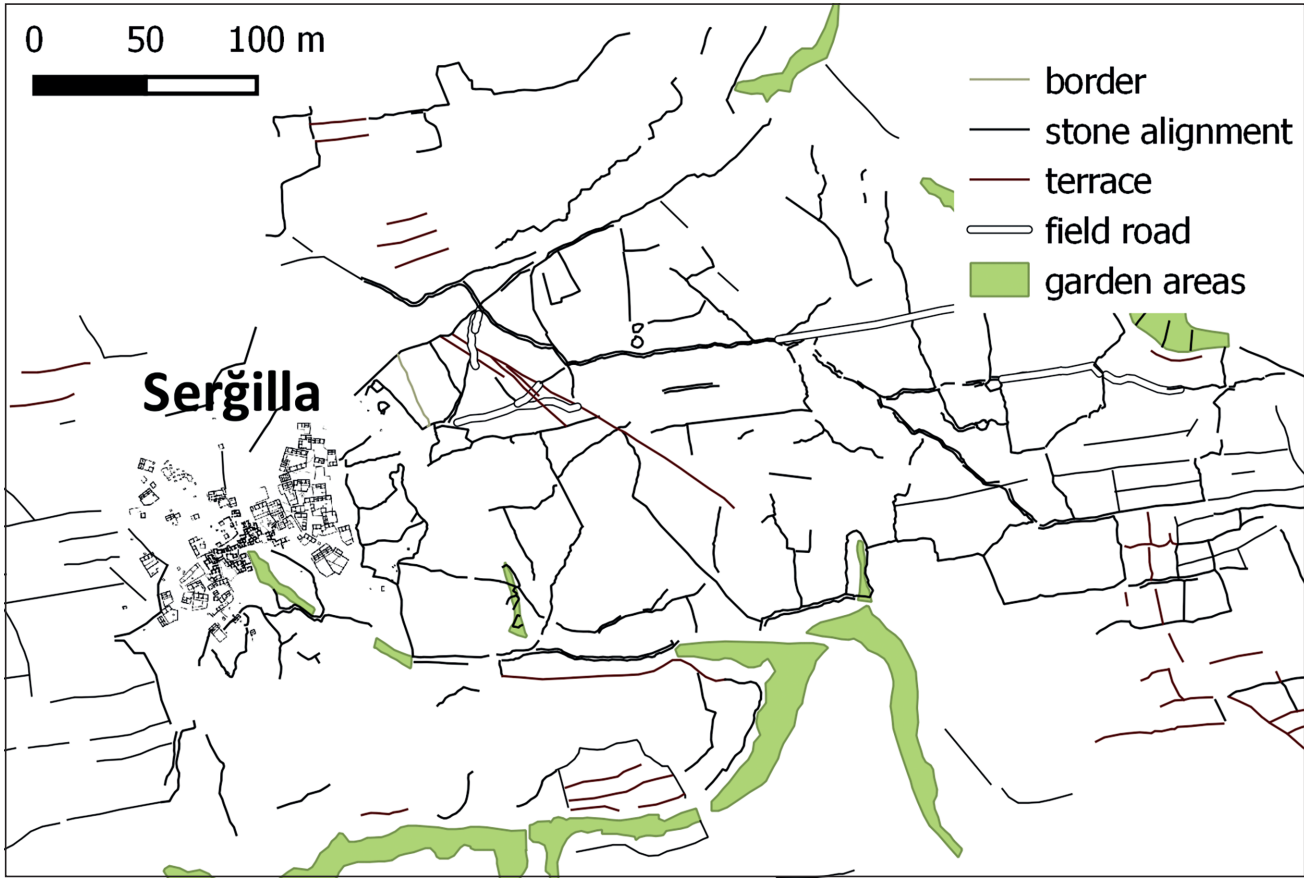 0 50 100 m
border
stone alignment
terrace
field road
garden areas
Serğilla